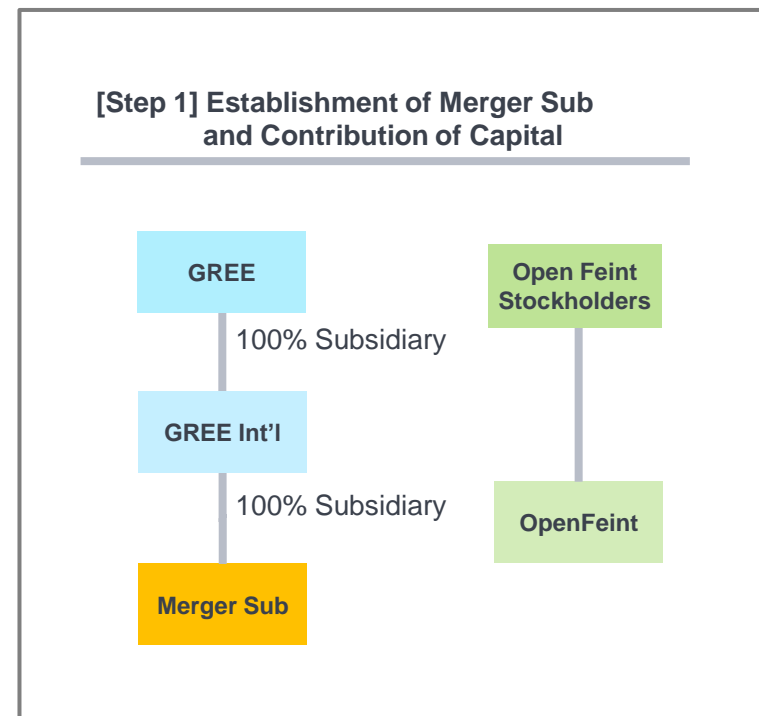 [Step 1] Establishment of Merger Sub
and Contribution of Capital
GREE
100% Subsidiary
GREE Int'l
100% Subsidiary
Merger Sub
Open Feint
Stockholders
OpenFeint